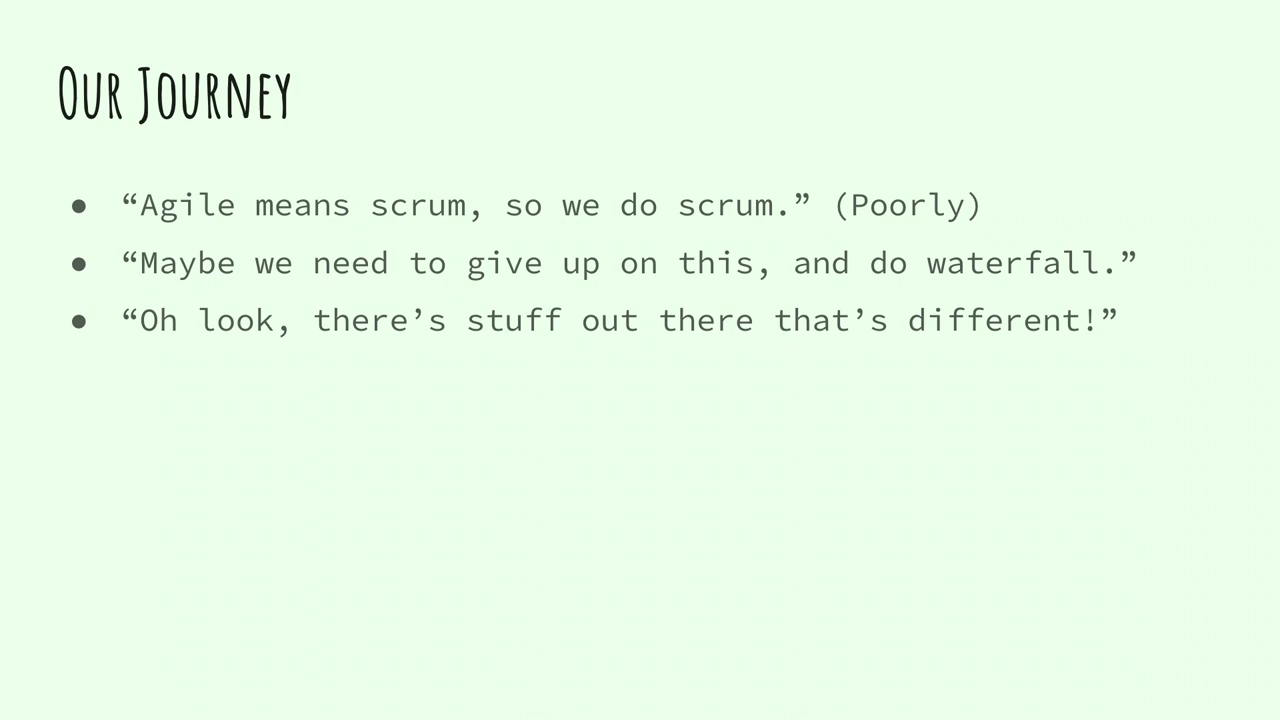 Our Journey
● “Agile means scrum, so we do scrum.” (Poorly)
● “Maybe we need to give up on this, and do waterfall.”
● “Oh look, there’s stuff out there that’s different!”